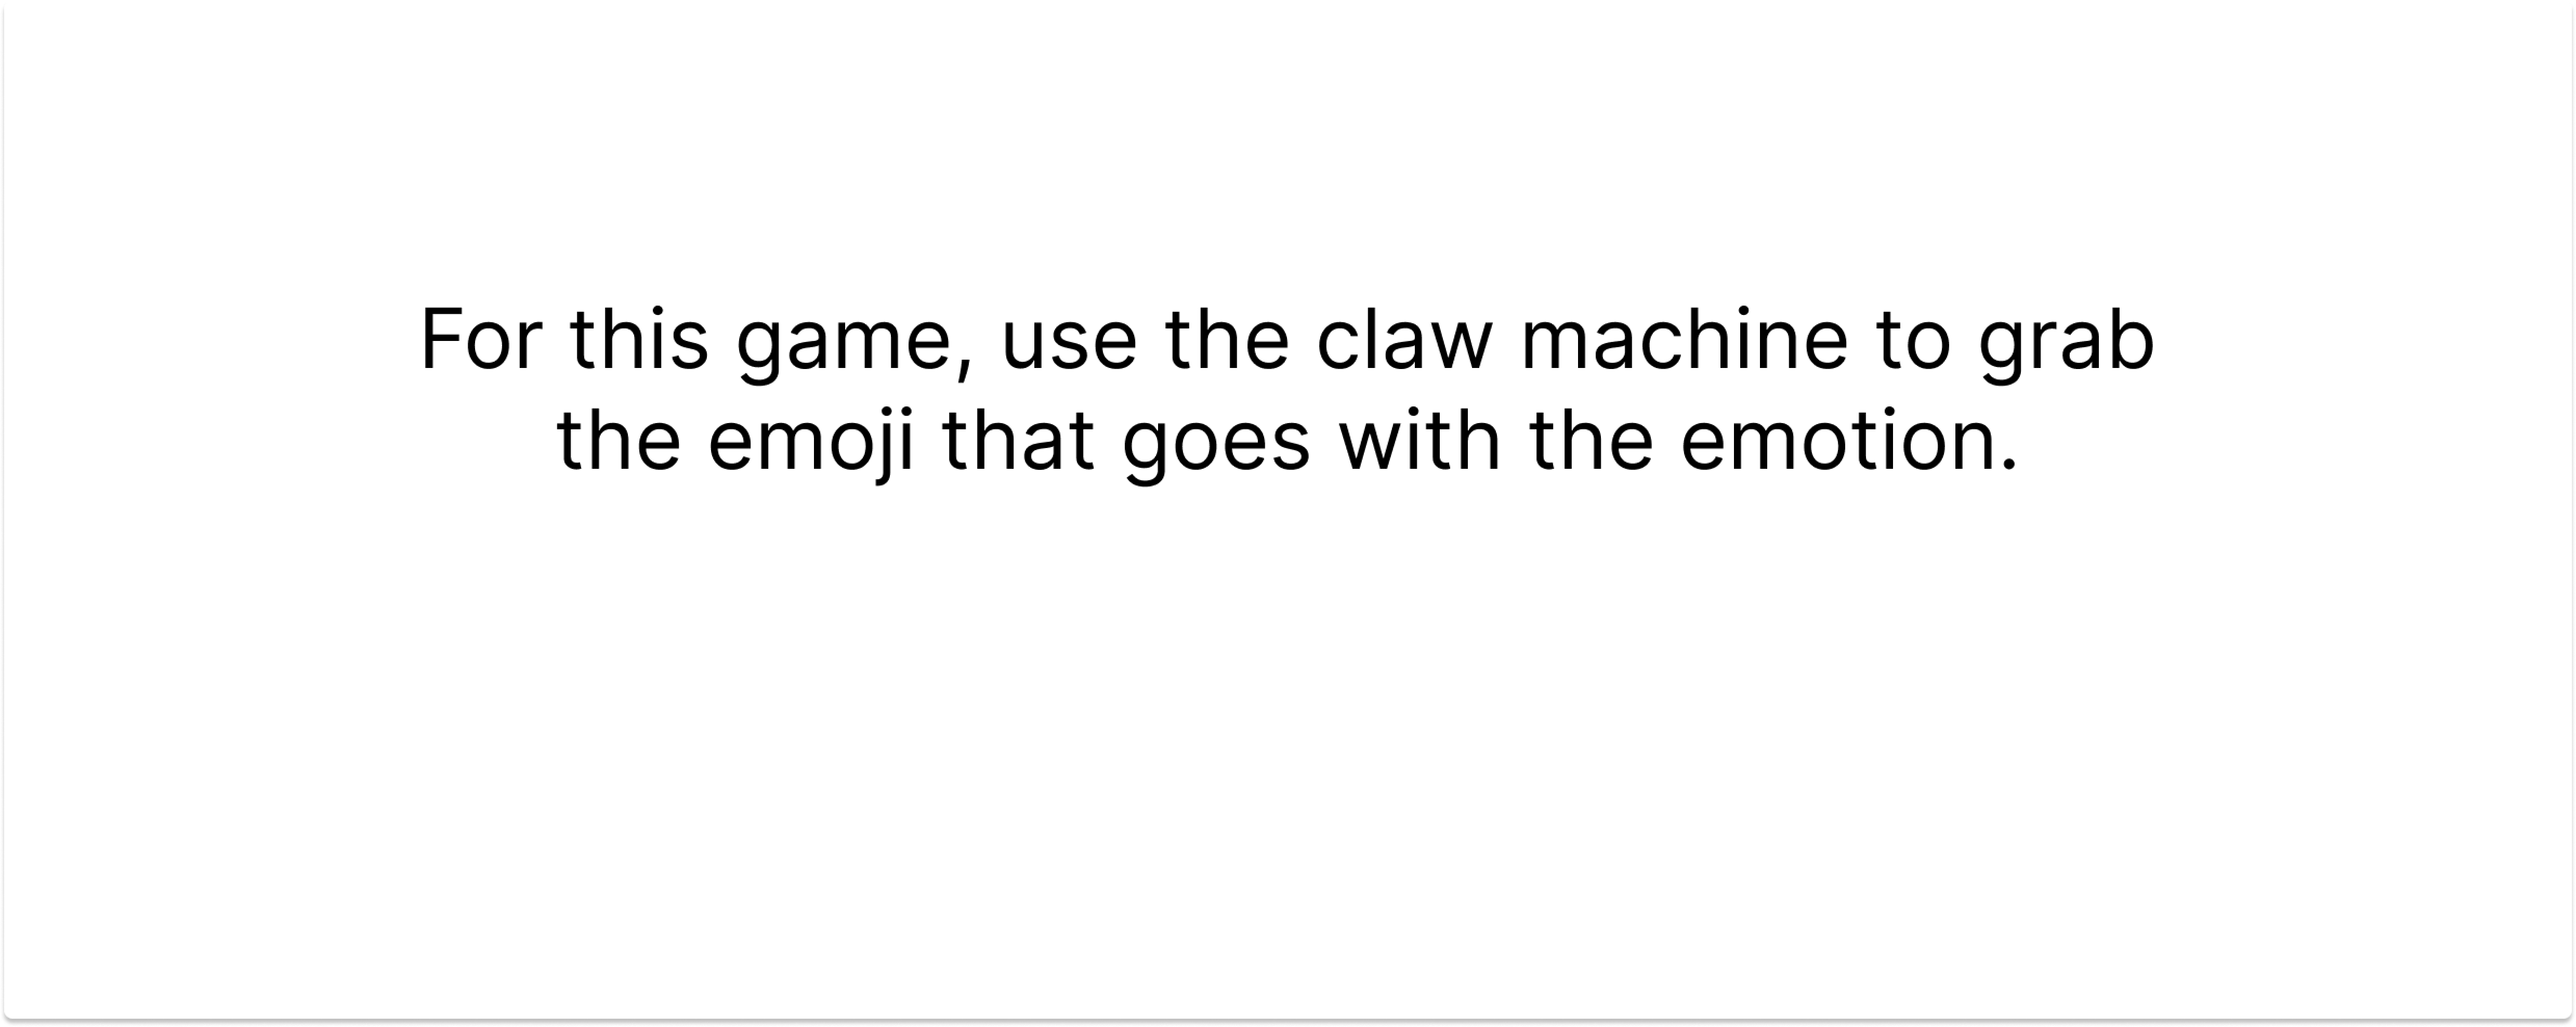 For this game, use the claw machine to grab
the emoji that goes with the emotion.